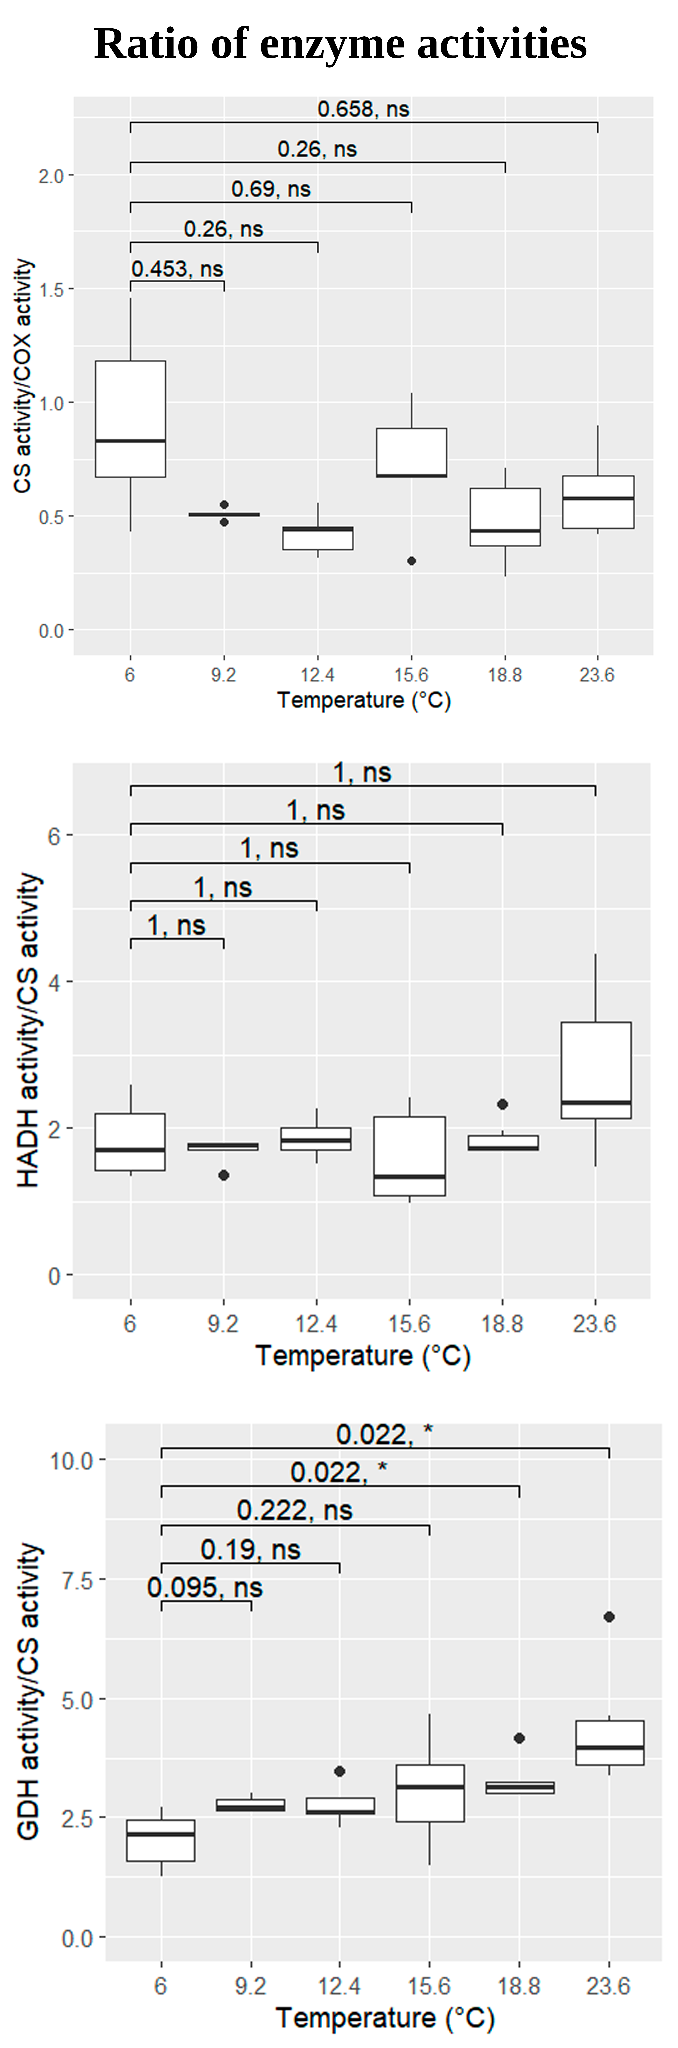 Ratio of enzyme activities
0.658, ns
0.26, ns
0.69, ns
0.26, ns
0.453, ns
CS activity/COX activity
2.0
1.5
1.0
0.5
0.0
6 9.2 12.4 15.6 18.8 23.6
Temperature (°C)
1, ns
1, ns
1, ns
1, ns
1, ns
HADH activity/CS activity
6
4
2
0
6 9.2 12.4 15.6 18.8 23.6
Temperature (°C)
0.022, *
0.022, *
0.222, ns
0.19, ns
0.095, ns
GDH activity/CS activity
10.0
7.5
5.0
2.5
0.0
6 9.2 12.4 15.6 18.8 23.6
Temperature (°C)